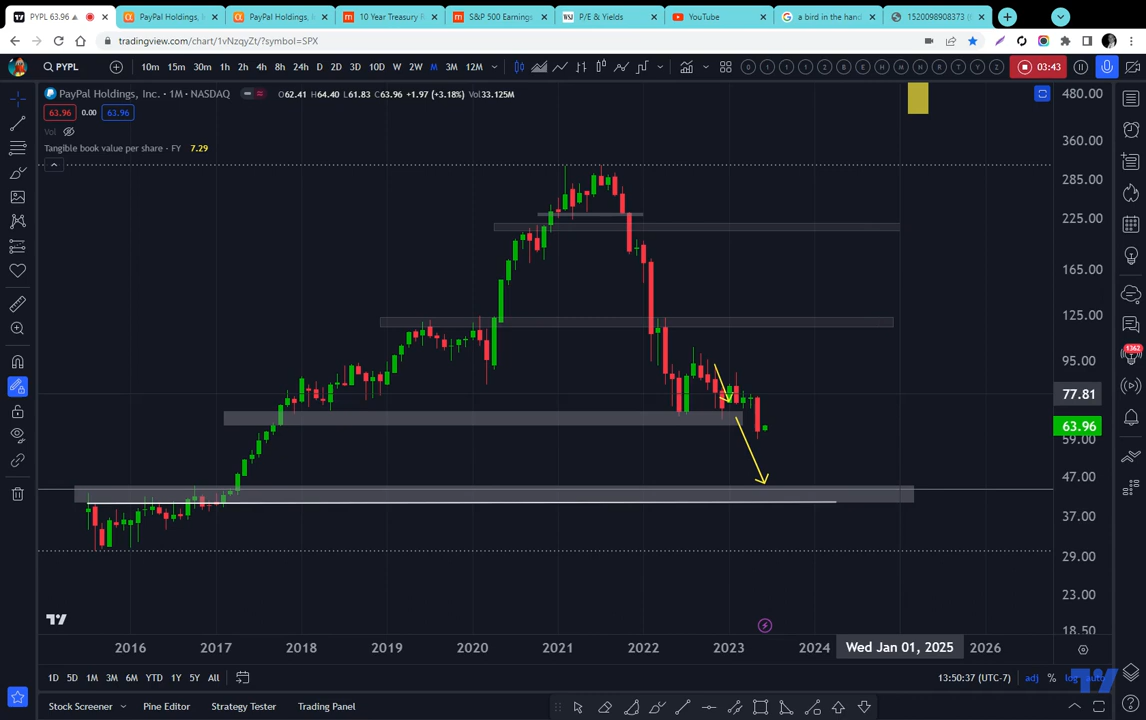 PYPL 63.96
PayPal Holdings, I
PayPal Holdings, I
10 Year Treasury R
S&P 500 Earnings
WSJ P/E & Yields
YouTube
a bird in the hand
1520098908373 (
tradingview.com/chart/1vNzqyZt/?symbol=SPX
PYPL
10m 15m 30m 1h 2h 4h 8h 24h D 2D 3D 10D W 2W M 3M 12M
03:43
PayPal Holdings, Inc. · 1M · NASDAQ O62.41 H64.40 L61.83 C63.96 +1.97 (+3.18%) Vol33.125M
63.96 0.00 63.96
Vol
Tangible book value per share · FY 7.29
480.00
360.00
285.00
225.00
165.00
125.00
95.00
77.81
63.96
59.00
47.00
37.00
29.00
23.00
18.50
1362
2016 2017 2018 2019 2020 2021 2022 2023 2024 Wed Jan 01, 2025 2026
1D 5D 1M 3M 6M YTD 1Y 5Y All
13:50:37 (UTC-7) adj % log auto
Stock Screener Pine Editor Strategy Tester Trading Panel